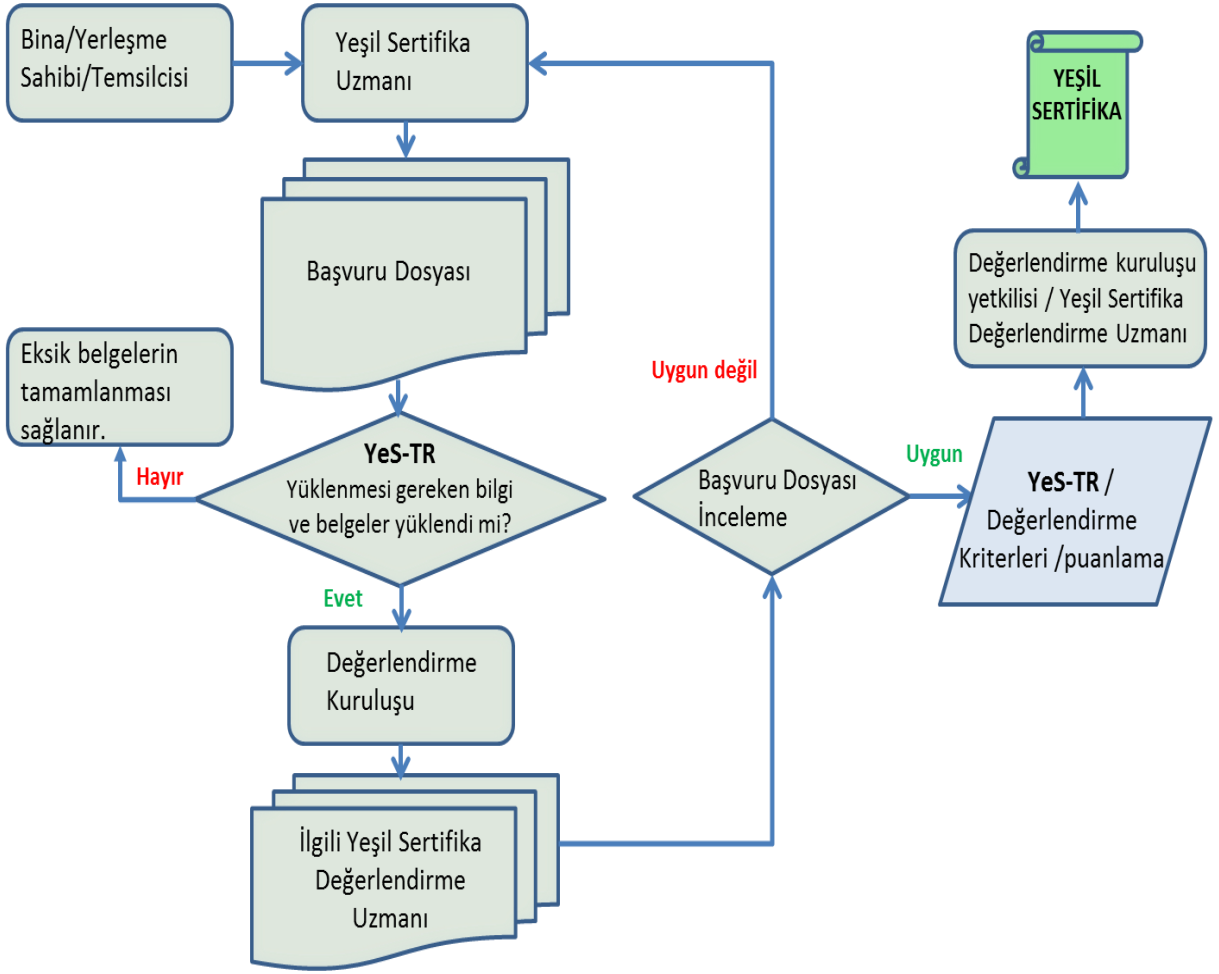 Bina/Yerleşme
Sahibi/Temsilcisi
Yeşil Sertifika
Uzmanı
Başvuru Dosyası
Eksik belgelerin
tamamlanması
sağlanır.
Hayır
YeS-TR
Yüklenmesi gereken bilgi
ve belgeler yüklendi mi?
Evet
Değerlendirme
Kuruluşu
İlgili Yeşil Sertifika
Değerlendirme
Uzmanı
Uygun değil
Başvuru Dosyası
İnceleme
Uygun
YeS-TR /
Değerlendirme
Kriterleri /puanlama
Değerlendirme kuruluşu
yetkilisi / Yeşil Sertifika
Değerlendirme Uzmanı
YEŞİL
SERTİFİKA